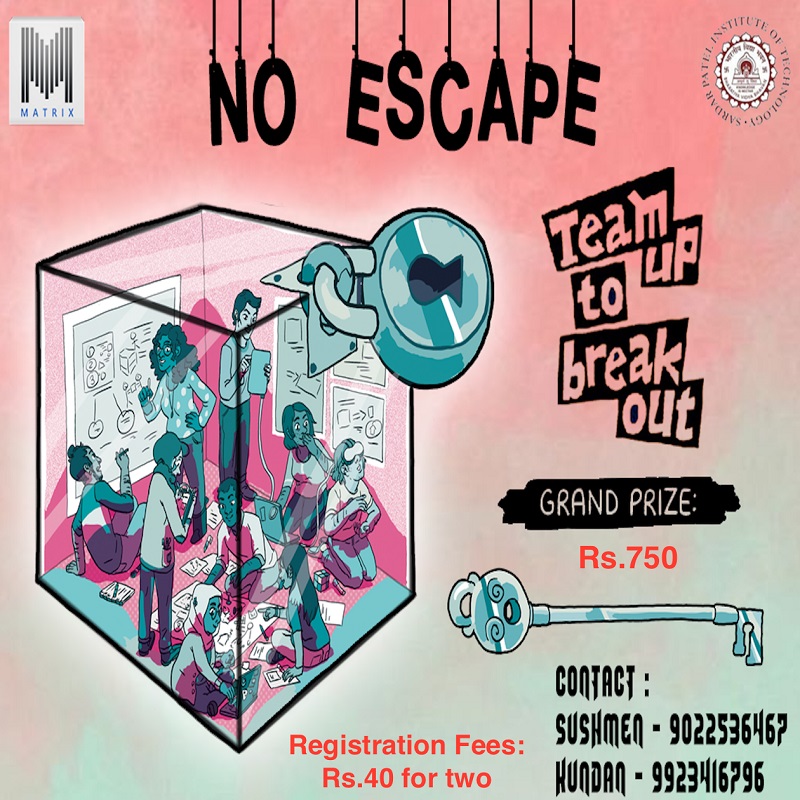 MATRIX
NO ESCAPE
SARDAR PATEL INSTITUTE OF TECHNOLOGY
Team
up
to
break
out
GRAND PRIZE:
Rs.750
CONTACT :
SUSHMEN - 9022536467
KUNDAN - 9923416796
Registration Fees:
Rs.40 for two